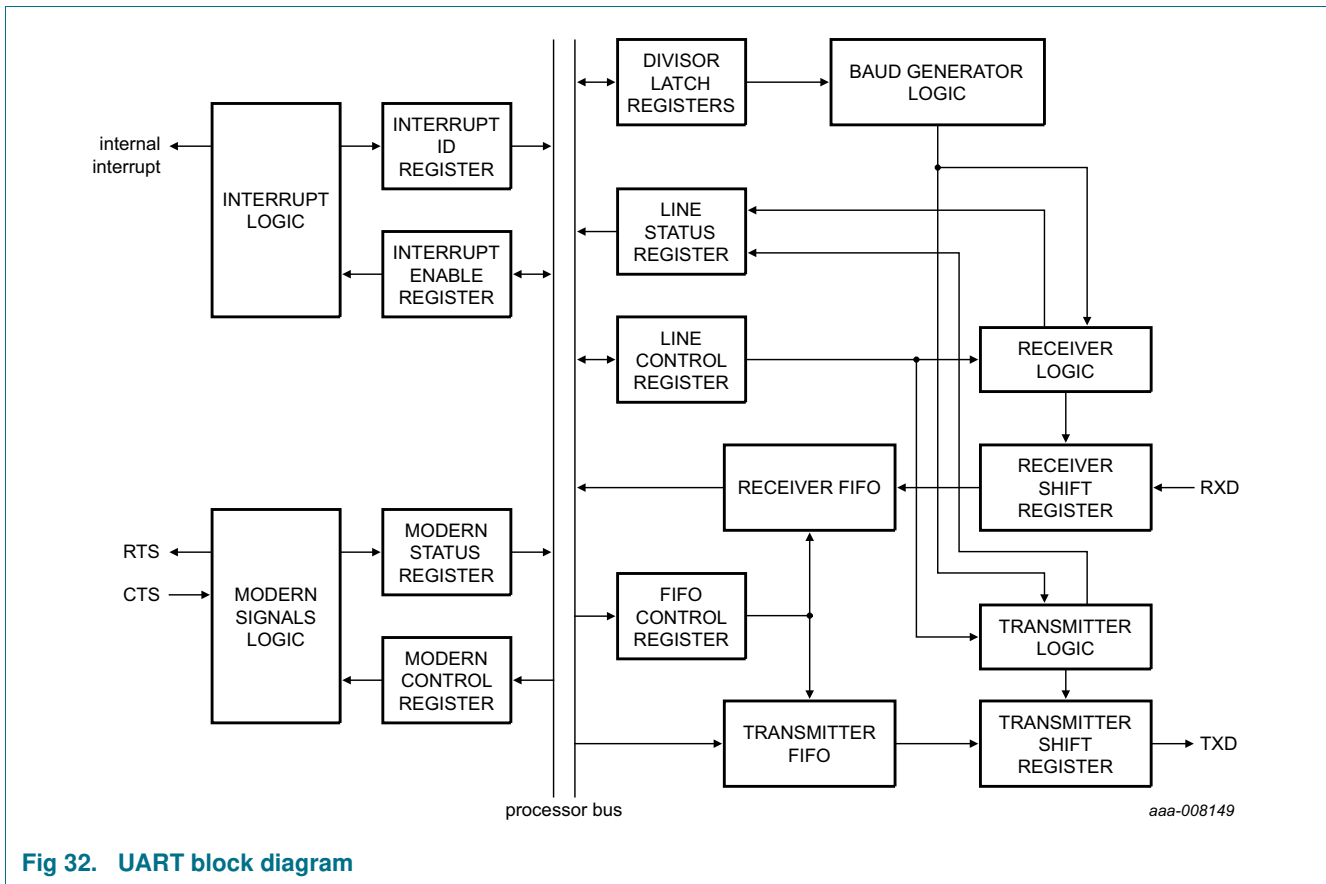 internal
interrupt
INTERRUPT
LOGIC
INTERRUPT
ID
REGISTER
INTERRUPT
ENABLE
REGISTER
RTS
CTS
MODERN
SIGNALS
LOGIC
MODERN
STATUS
REGISTER
MODERN
CONTROL
REGISTER
processor bus
DIVISOR
LATCH
REGISTERS
BAUD GENERATOR
LOGIC
LINE
STATUS
REGISTER
LINE
CONTROL
REGISTER
RECEIVER
LOGIC
RECEIVER FIFO
RECEIVER
SHIFT
REGISTER
RXD
FIFO
CONTROL
REGISTER
TRANSMITTER
LOGIC
TRANSMITTER
FIFO
TRANSMITTER
SHIFT
REGISTER
TXD
aaa-008149
Fig 32. UART block diagram